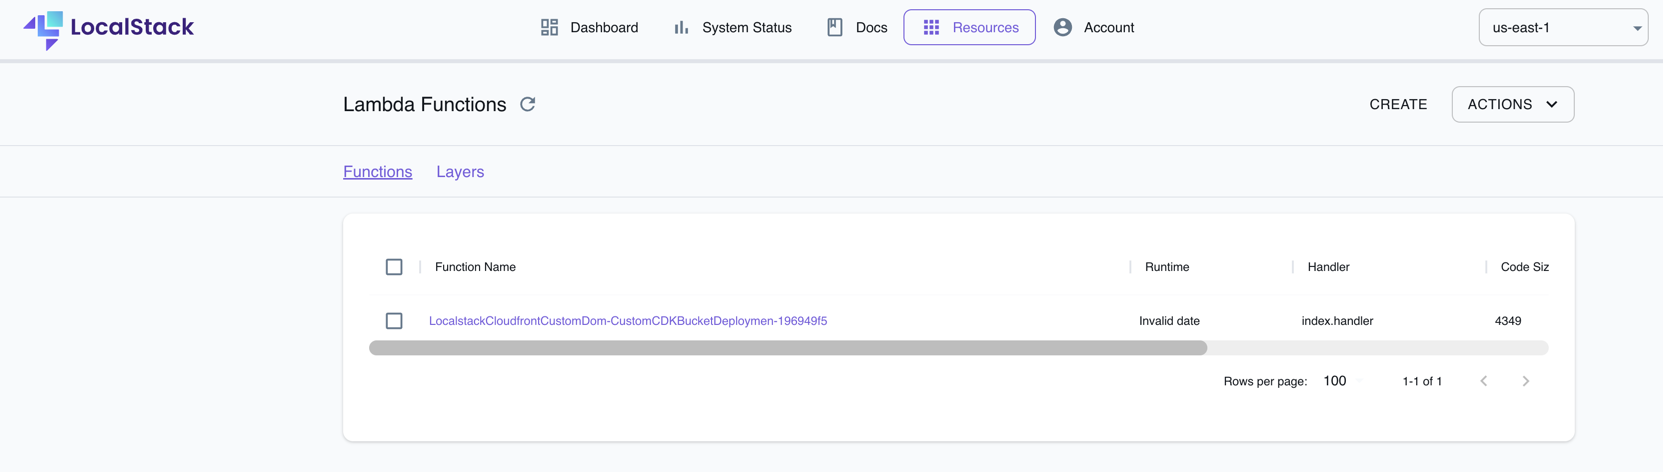 LocalStack Dashboard System Status Docs Resources Account us-east-1
Lambda Functions CREATE ACTIONS
Functions Layers
Function Name Runtime Handler Code Siz
LocalstackCloudfrontCustomDom-CustomCDKBucketDeploymen-196949f5 Invalid date index.handler 4349
Rows per page: 100 1-1 of 1